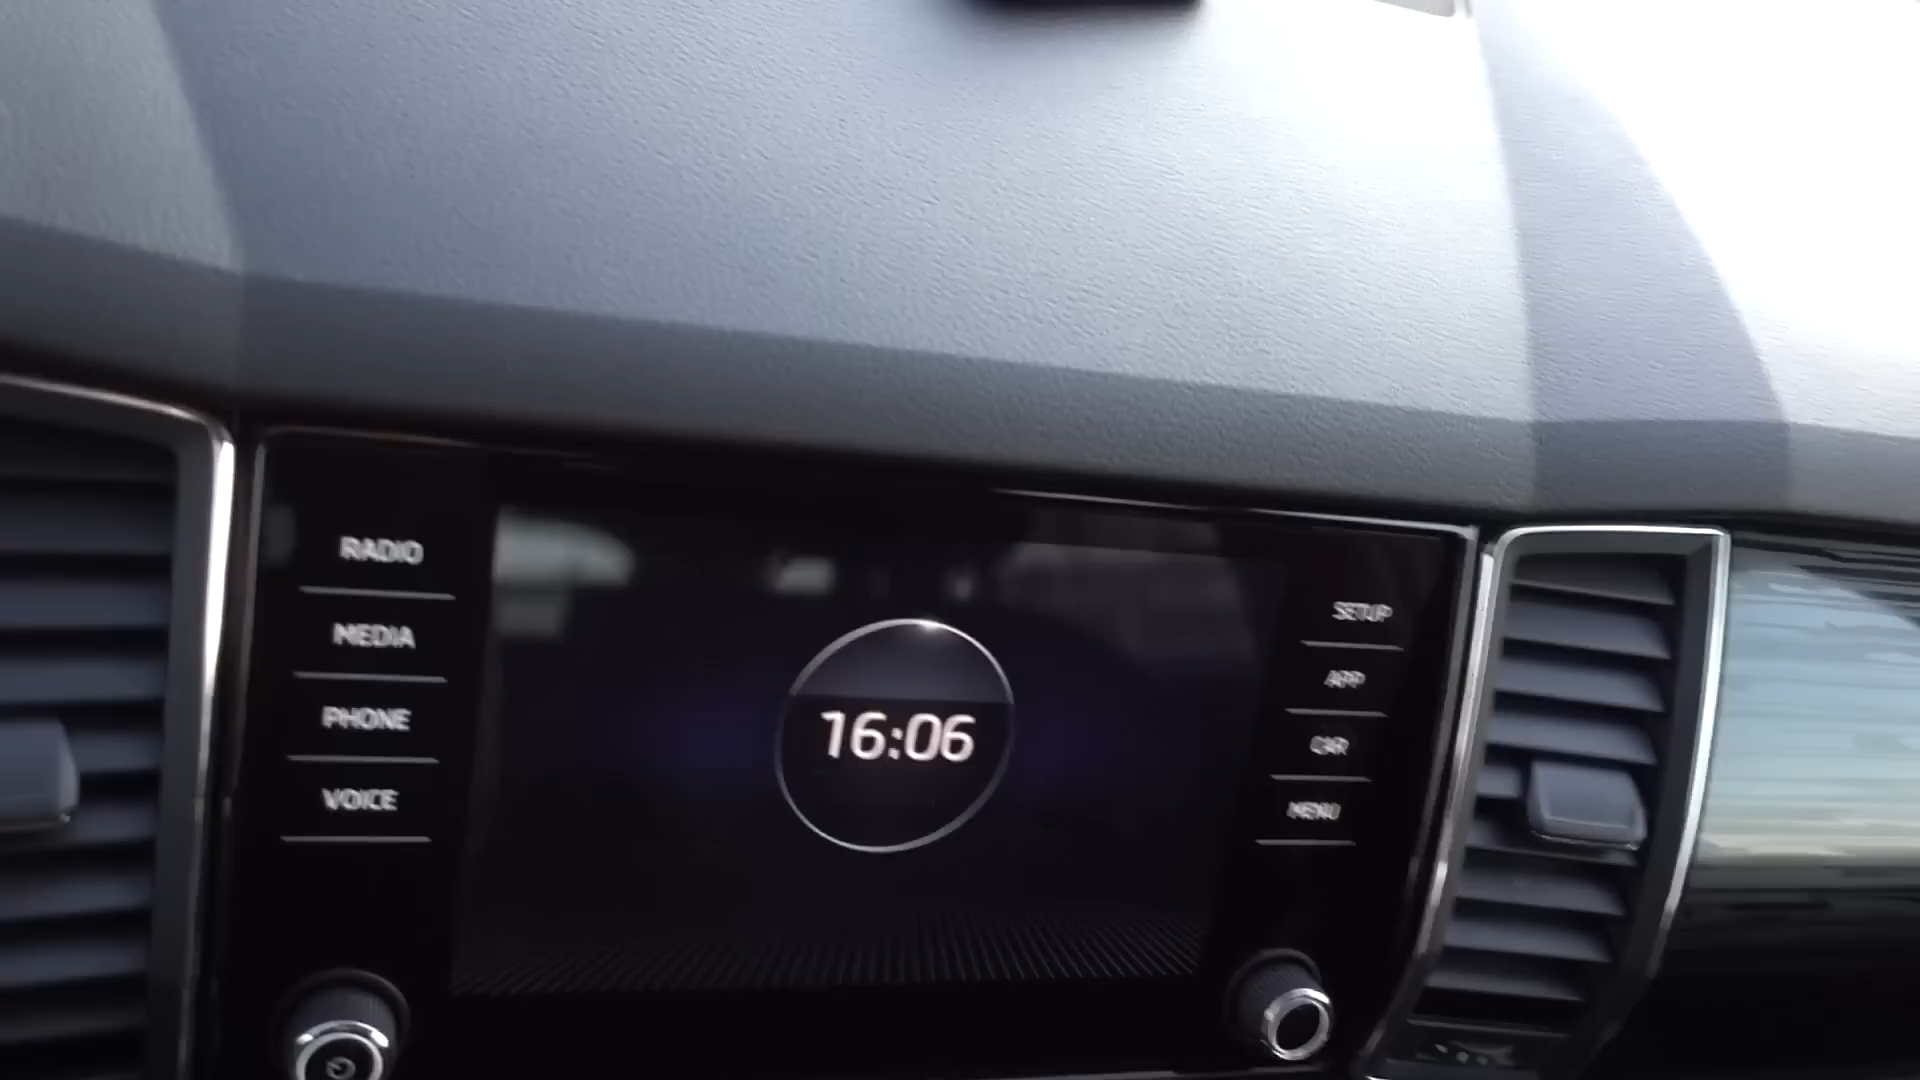 RADIO
MEDIA
PHONE
VOICE
16:06
SETUP
APP
CAR
MENU